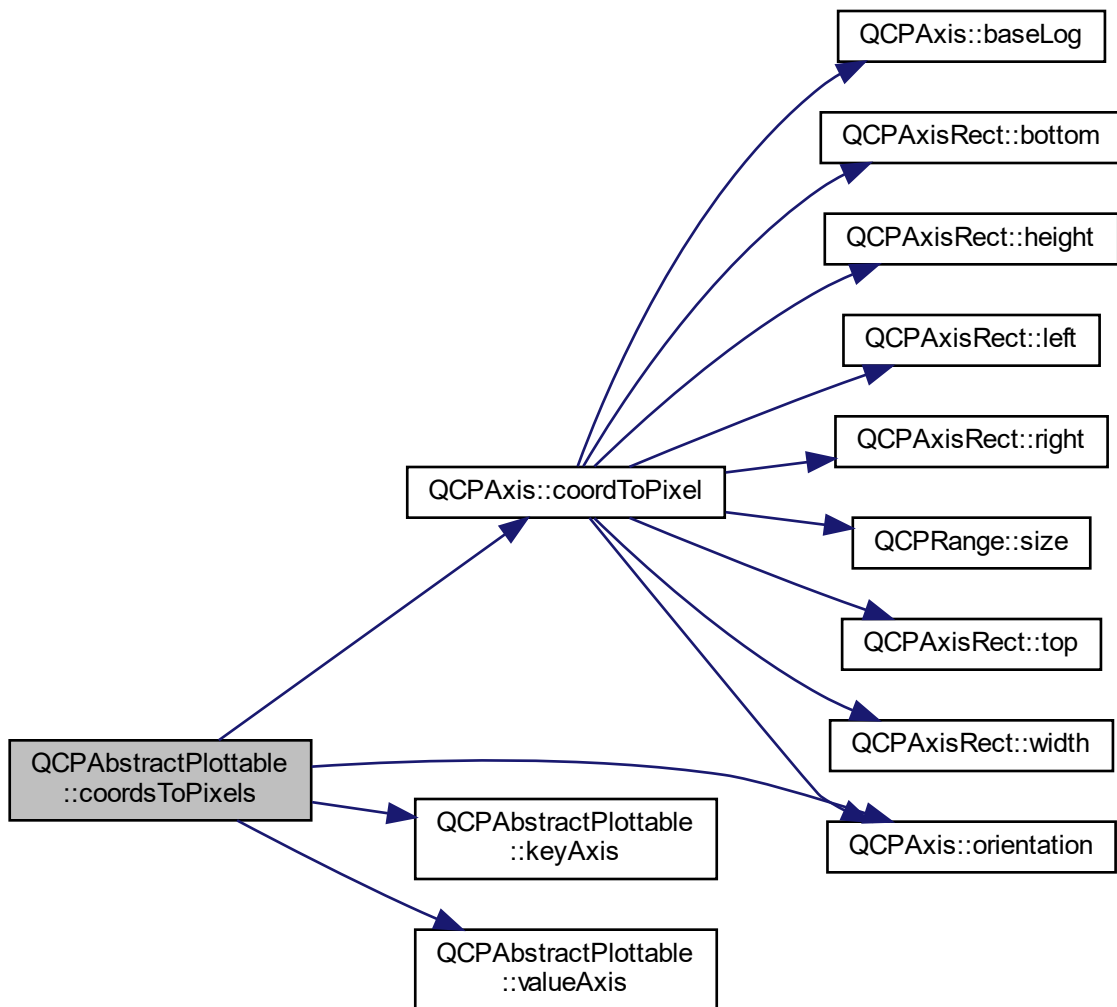 QCPAxis::baseLog
QCPAxisRect::bottom
QCPAxisRect::height
QCPAxisRect::left
QCPAxisRect::right
QCPAxis::coordToPixel
QCPRange::size
QCPAxisRect::top
QCPAxisRect::width
QCPAbstractPlottable
::coordsToPixels
QCPAbstractPlottable
::keyAxis
QCPAxis::orientation
QCPAbstractPlottable
::valueAxis